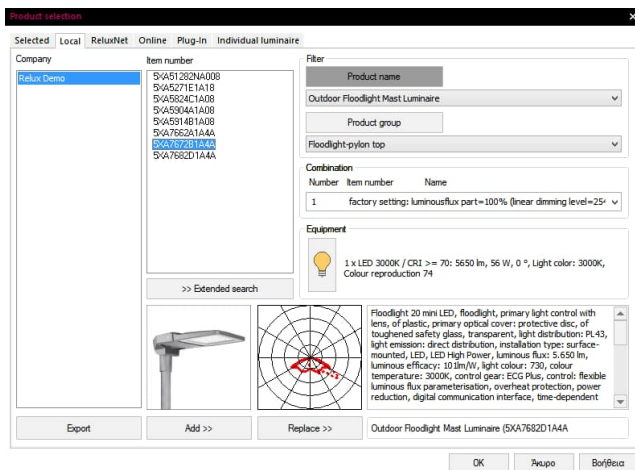 Product selection
Selected Local ReluxNet Online Plug-In Individual luminaire
Company
Relux Demo
Item number
5XA51282NA008
5XA5271E1A18
5XA5824C1A08
5XA5904A1A08
5XA5914B1A08
5XA7662A1A4A
5XA7672B1A4A
5XA7682D1A4A
>> Extended search
Filter
Product name
Outdoor Floodlight Mast Luminaire
Product group
Floodlight-pylon top
Combination
Number Item number Name
1 factory setting: luminousflux part=100% (linear dimming level=254
Equipment
1 x LED 3000K / CRI >= 70: 5650 lm, 56 W, 0 °, Light color: 3000K,
Colour reproduction 74
Floodlight 20 mini LED, floodlight, primary light control with
lens, of plastic, primary optical cover: protective disc, of
toughened safety glass, transparent, light distribution: PL43,
light emission: direct distribution, installation type: surface-
mounted, LED, LED High Power, luminous flux: 5.650 lm,
luminous efficacy: 101lm/W, light colour: 730, colour
temperature: 3000K, control gear: ECG Plus, control: flexible
luminous flux parameterisation, overheat protection, power
reduction, digital communication interface, time-dependent
Export Add >> Replace >> Outdoor Floodlight Mast Luminaire (5XA7682D1A4A
OK Άκυρο Βοήθεια